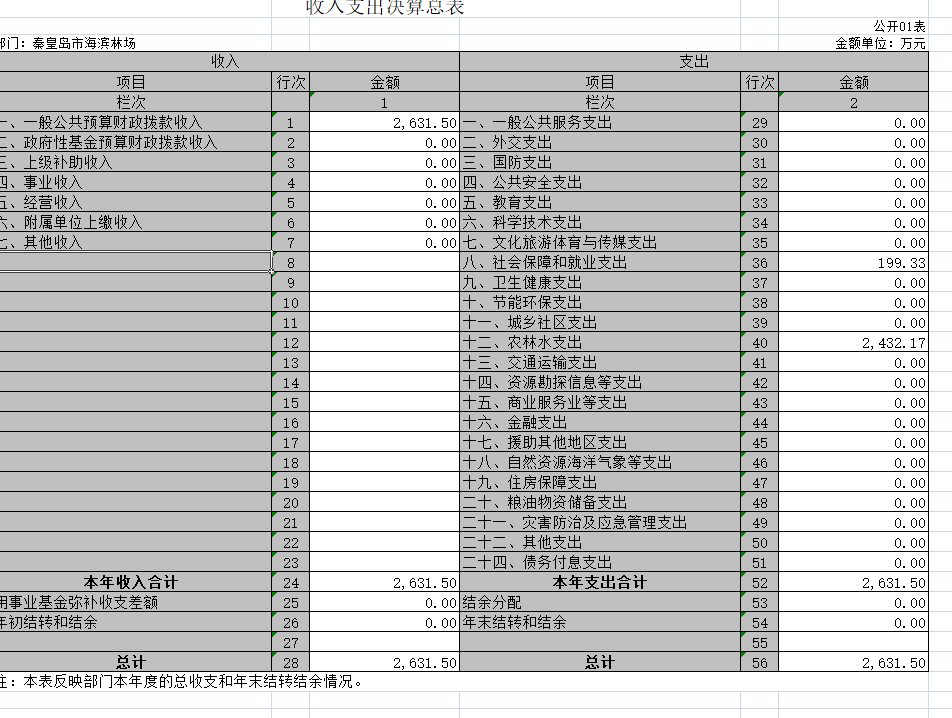 收入支出决算总表
公开01表
部门：秦皇岛市海滨林场 金额单位：万元
收入 支出
项目 行次 金额 项目 行次 金额
栏次 1 栏次 2
一、一般公共预算财政拨款收入 1 2,631.50 一、一般公共服务支出 29 0.00
二、政府性基金预算财政拨款收入 2 0.00 二、外交支出 30 0.00
三、上级补助收入 3 0.00 三、国防支出 31 0.00
四、事业收入 4 0.00 四、公共安全支出 32 0.00
五、经营收入 5 0.00 五、教育支出 33 0.00
六、附属单位上缴收入 6 0.00 六、科学技术支出 34 0.00
七、其他收入 7 0.00 七、文化旅游体育与传媒支出 35 0.00
8 八、社会保障和就业支出 36 199.33
9 九、卫生健康支出 37 0.00
10 十、节能环保支出 38 0.00
11 十一、城乡社区支出 39 0.00
12 十二、农林水支出 40 2,432.17
13 十三、交通运输支出 41 0.00
14 十四、资源勘探信息等支出 42 0.00
15 十五、商业服务业等支出 43 0.00
16 十六、金融支出 44 0.00
17 十七、援助其他地区支出 45 0.00
18 十八、自然资源海洋气象等支出 46 0.00
19 十九、住房保障支出 47 0.00
20 二十、粮油物资储备支出 48 0.00
21 二十一、灾害防治及应急管理支出 49 0.00
22 二十二、其他支出 50 0.00
23 二十四、债务付息支出 51 0.00
本年收入合计 24 2,631.50 本年支出合计 52 2,631.50
用事业基金弥补收支差额 25 0.00 结余分配 53 0.00
年初结转和结余 26 0.00 年末结转和结余 54 0.00
27 55
总计 28 2,631.50 总计 56 2,631.50
注：本表反映部门本年度的总收支和年末结转结余情况。